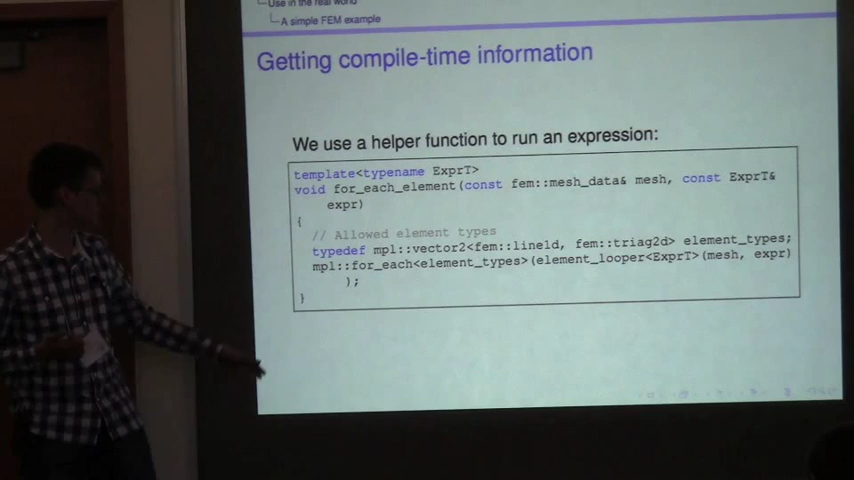 Use in the real world
A simple FEM example
Getting compile-time information
We use a helper function to run an expression:
template<typename ExprT>
void for_each_element(const fem::mesh_data& mesh, const ExprT&
expr)
{
// Allowed element types
typedef mpl::vector2<fem::line1d, fem::triag2d> element_types;
mpl::for_each<element_types>(element_looper<ExprT>(mesh, expr)
);
}